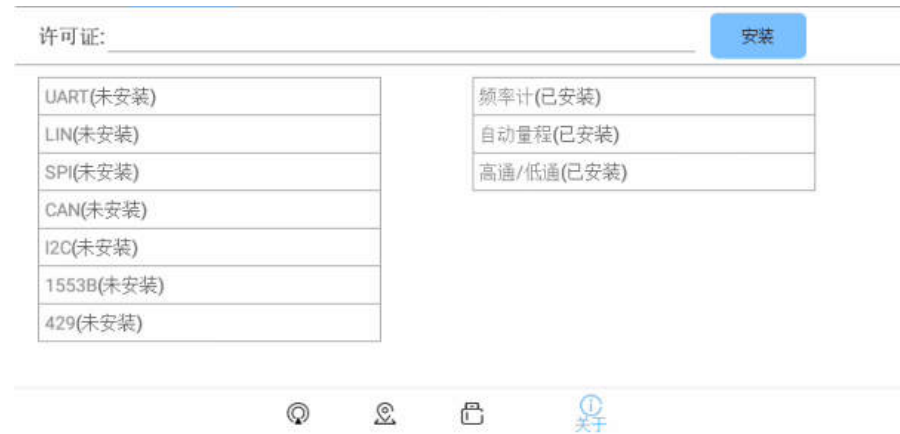 许可证:
安装
UART(未安装)
LIN(未安装)
SPI(未安装)
CAN(未安装)
I2C(未安装)
1553B(未安装)
429(未安装)
频率计(已安装)
自动量程(已安装)
高通/低通(已安装)
关于